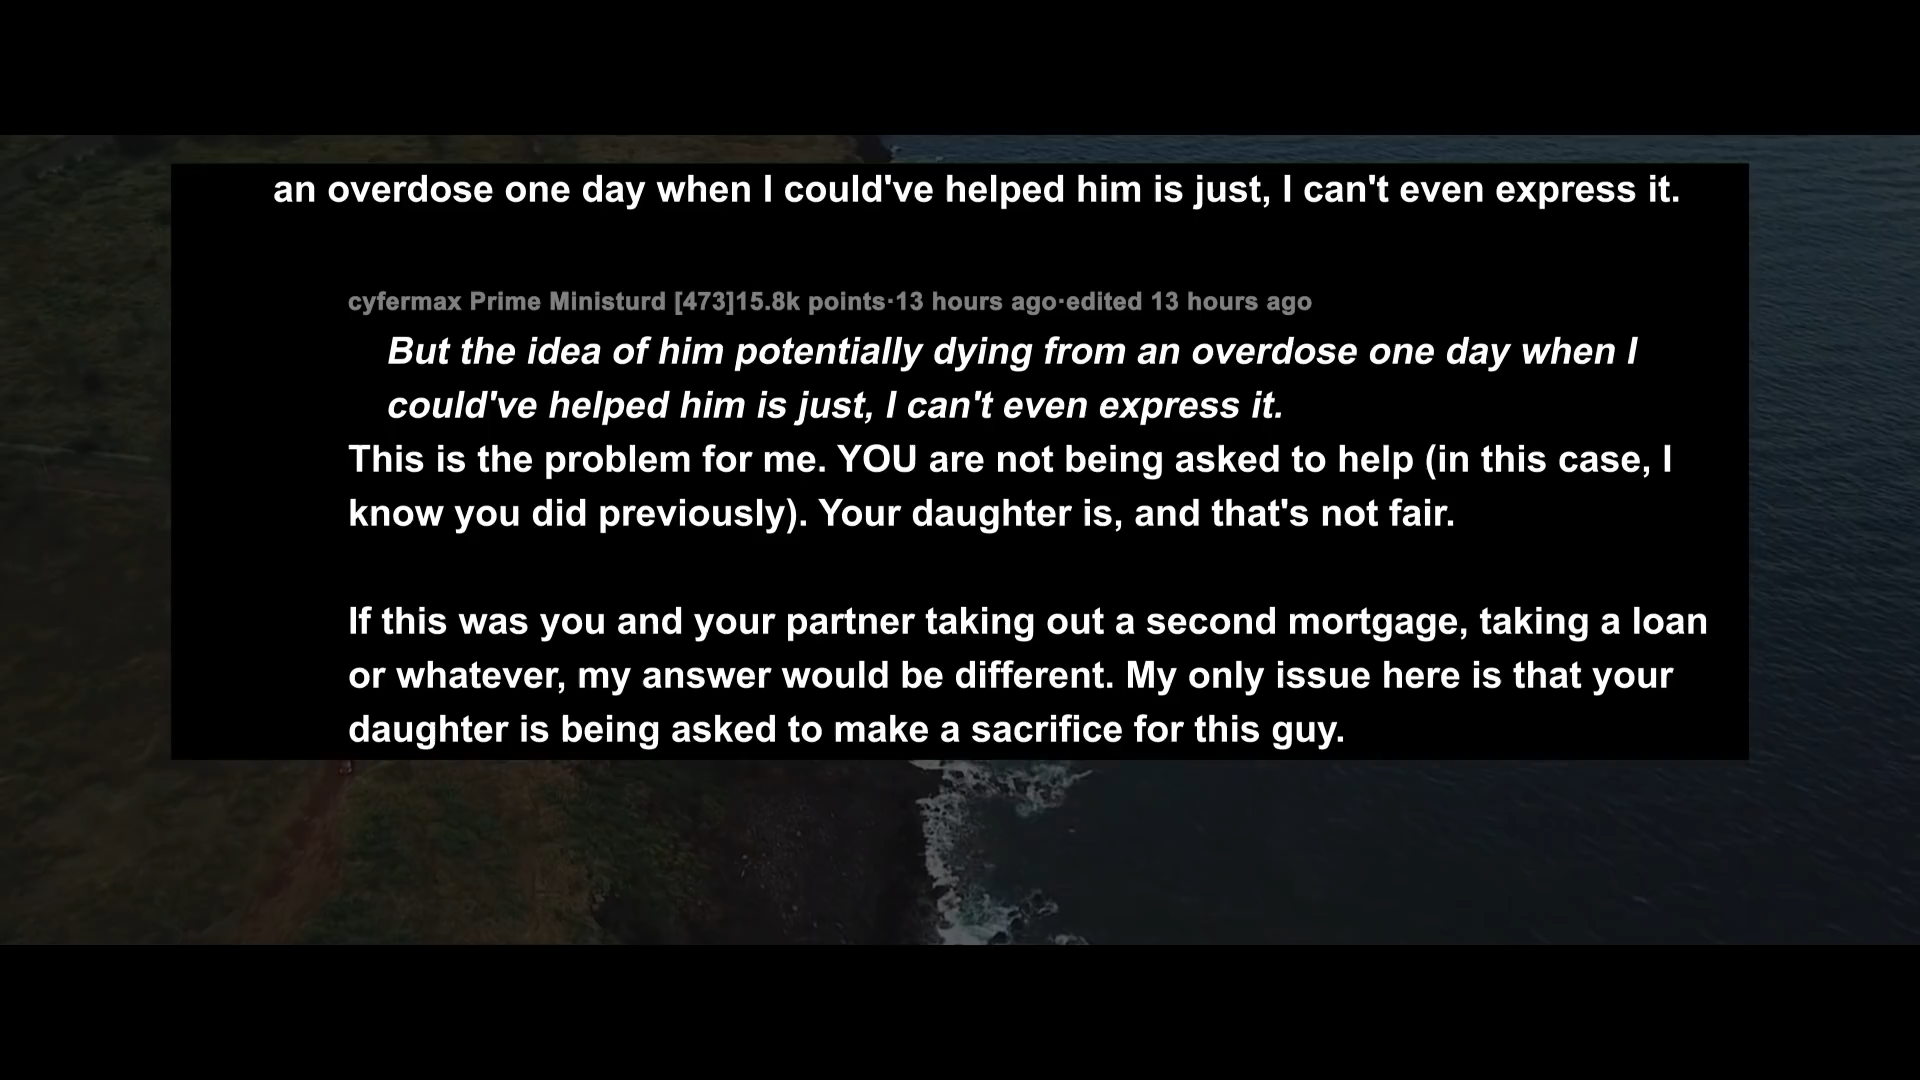 an overdose one day when I could've helped him is just, I can't even express it.
cyfermax Prime Ministurd [473]15.8k points·13 hours ago·edited 13 hours ago
But the idea of him potentially dying from an overdose one day when I
could've helped him is just, I can't even express it.
This is the problem for me. YOU are not being asked to help (in this case, I
know you did previously). Your daughter is, and that's not fair.
If this was you and your partner taking out a second mortgage, taking a loan
or whatever, my answer would be different. My only issue here is that your
daughter is being asked to make a sacrifice for this guy.